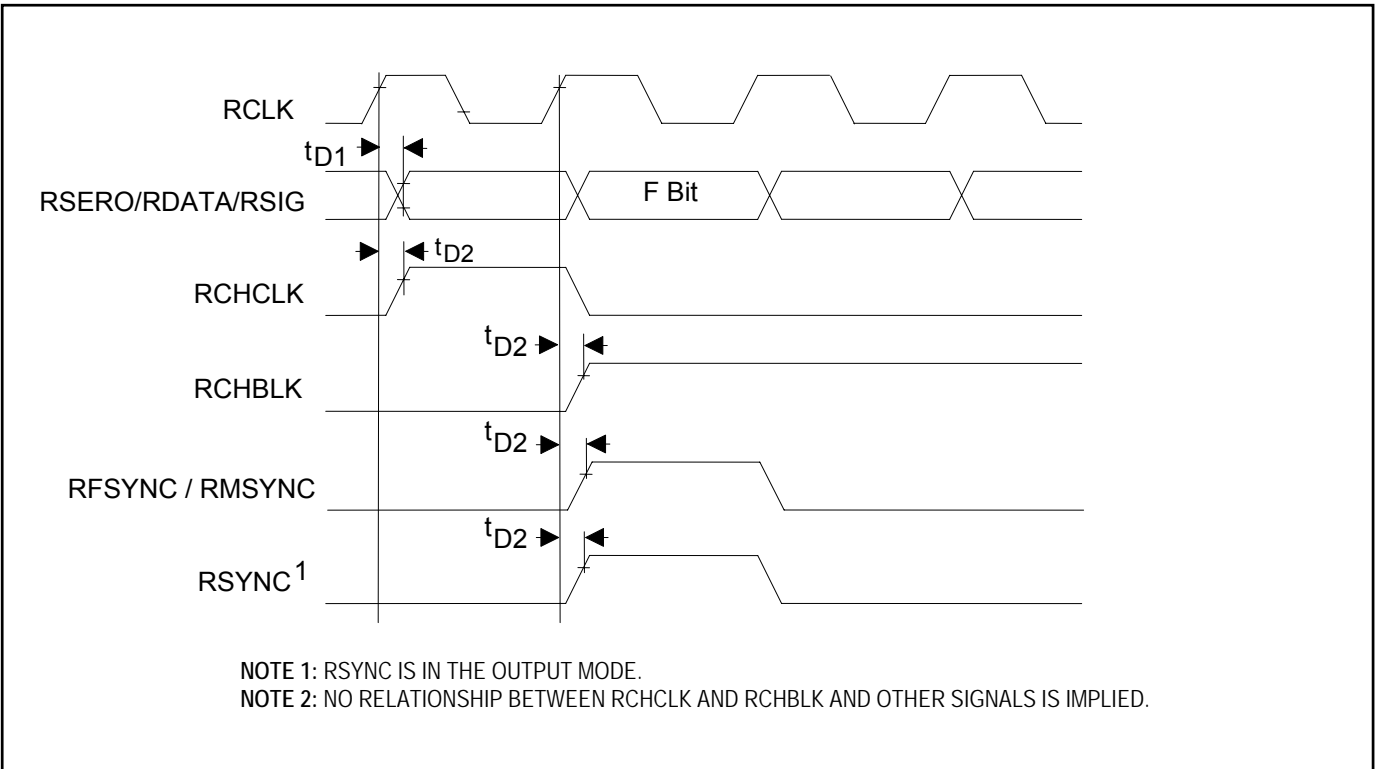 RCLK
tD1
RSERO/RDATA/RSIG
F Bit
tD2
RCHCLK
tD2
RCHBLK
tD2
RFSYNC / RMSYNC
tD2
RSYNC1
NOTE 1: RSYNC IS IN THE OUTPUT MODE.
NOTE 2: NO RELATIONSHIP BETWEEN RCHCLK AND RCHBLK AND OTHER SIGNALS IS IMPLIED.